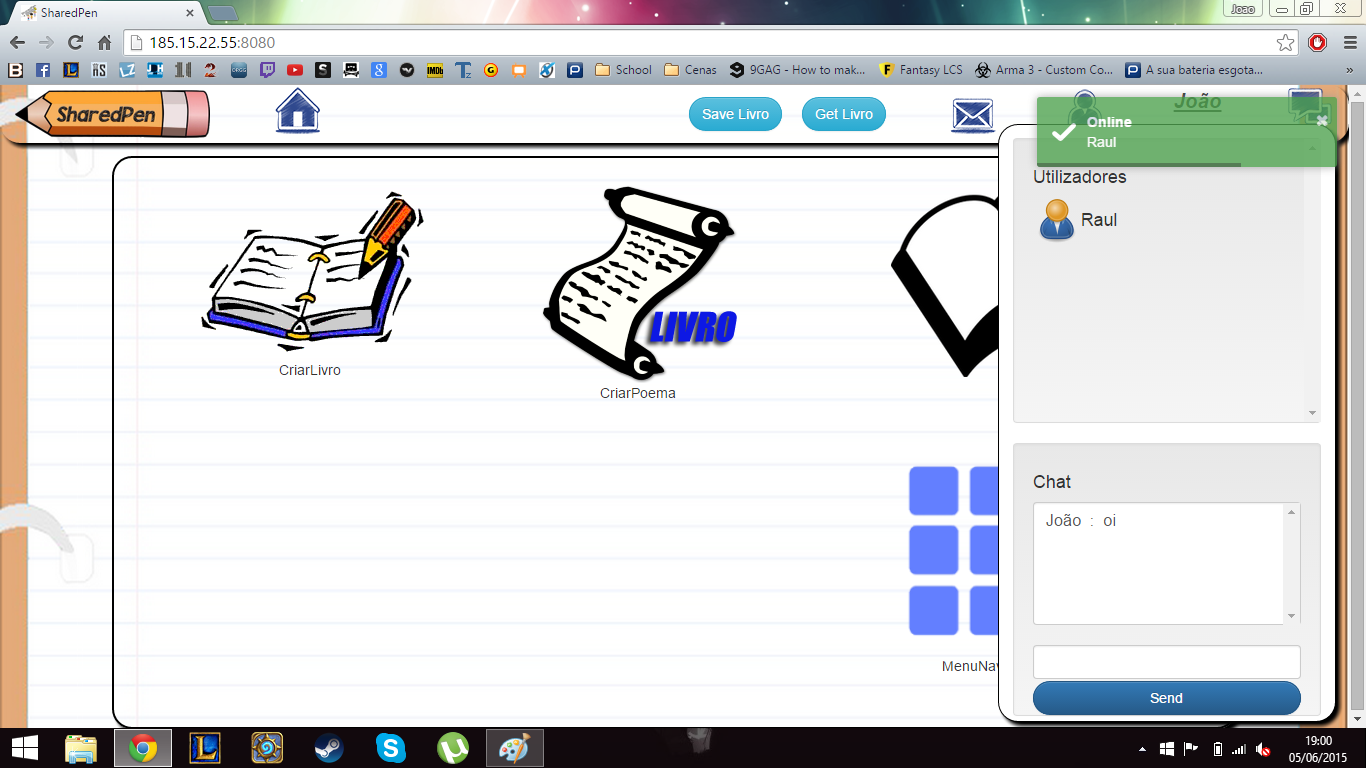 SharedPen
Joao
185.15.22.55:8080
School
Cenas
9GAG - How to mak...
Fantasy LCS
Arma 3 - Custom Co...
A sua bateria esgota...
»
SharedPen
Save Livro
Get Livro
João
Online
Raul
Utilizadores
Raul
LIVRO
CriarLivro
CriarPoema
Chat
João : oi
MenuNav
Send
19:00
05/06/2015